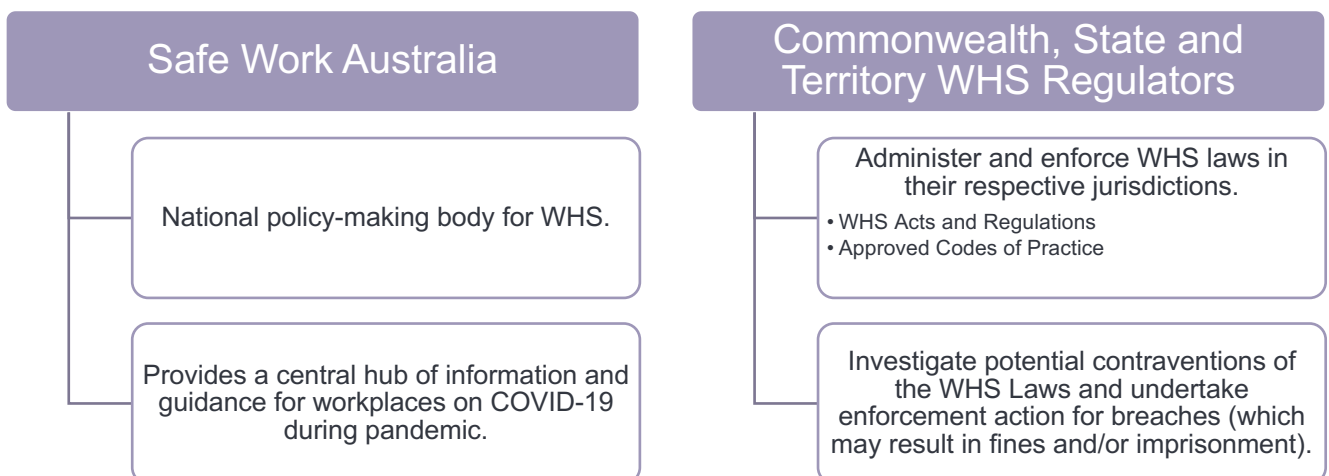 Safe Work Australia
National policy-making body for WHS.
Provides a central hub of information and
guidance for workplaces on COVID-19
during pandemic.
Commonwealth, State and
Territory WHS Regulators
Administer and enforce WHS laws in
their respective jurisdictions.
• WHS Acts and Regulations
• Approved Codes of Practice
Investigate potential contraventions of
the WHS Laws and undertake
enforcement action for breaches (which
may result in fines and/or imprisonment).